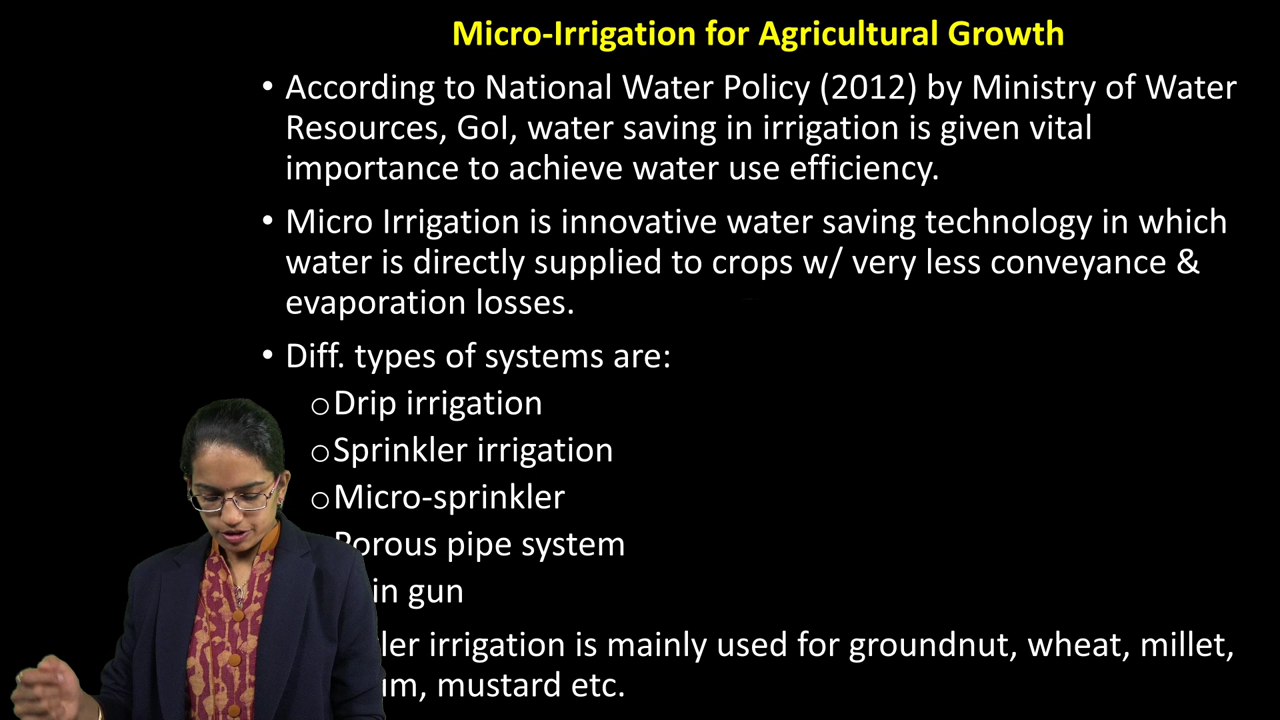 Micro-Irrigation for Agricultural Growth
• According to National Water Policy (2012) by Ministry of Water
Resources, GoI, water saving in irrigation is given vital
importance to achieve water use efficiency.
• Micro Irrigation is innovative water saving technology in which
water is directly supplied to crops w/ very less conveyance &
evaporation losses.
• Diff. types of systems are:
o Drip irrigation
o Sprinkler irrigation
o Micro-sprinkler
Porous pipe system
in gun
ler irrigation is mainly used for groundnut, wheat, millet,
um, mustard etc.